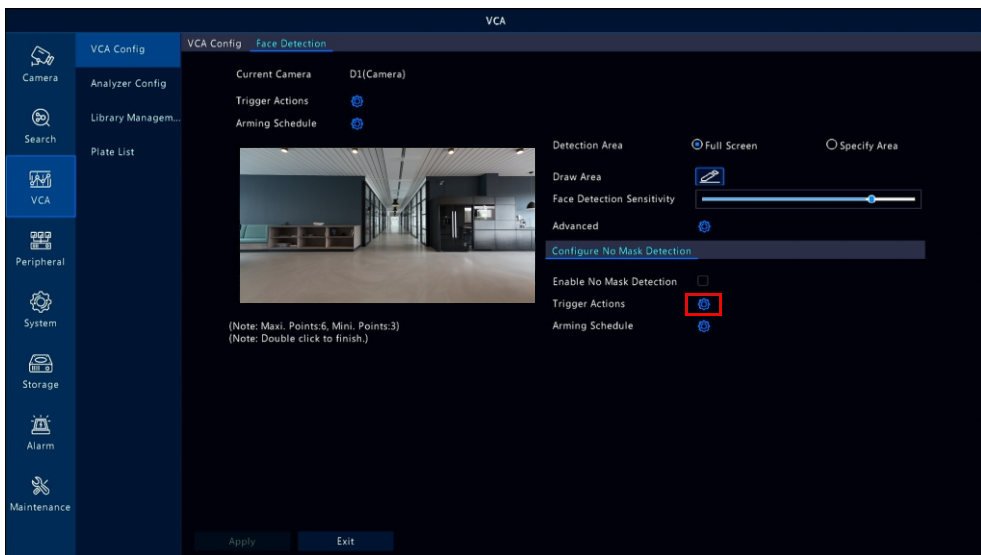 VCA
Camera
Search
VCA
Peripheral
System
Storage
Alarm
Maintenance
VCA Config
Analyzer Config
Library Managem...
Plate List
VCA Config Face Detection
Current Camera D1(Camera)
Trigger Actions
Arming Schedule
(Note: Maxi. Points:6, Mini. Points:3)
(Note: Double click to finish.)
Detection Area Full Screen Specify Area
Draw Area
Face Detection Sensitivity
Advanced
Configure No Mask Detection
Enable No Mask Detection
Trigger Actions
Arming Schedule
Apply Exit